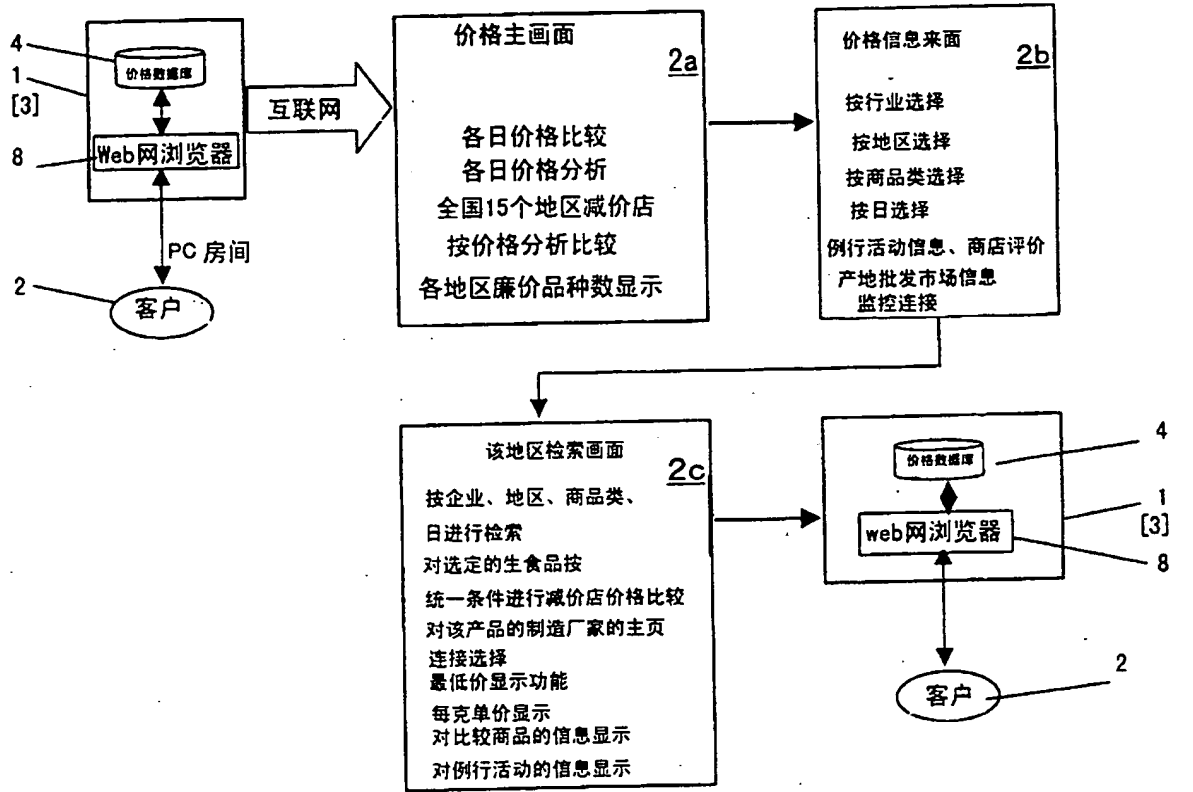 4
价格数据库
1
[3]
8
Web网浏览器
PC 房间
2
客户
互联网
价格主画面
2a
各日价格比较
各日价格分析
全国15个地区减价店
按价格分析比较
各地区廉价品种数显示
价格信息来面
2b
按行业选择
按地区选择
按商品类选择
按日选择
例行活动信息、商店评价
产地批发市场信息
监控连接
该地区检索画面
2c
按企业、地区、商品类、
日进行检索
对选定的生食品按
统一条件进行减价店价格比较
对该产品的制造厂家的主页
连接选择
最低价显示功能
每克单价显示
对比较商品的信息显示
对例行活动的信息显示
价格数据库
4
web网浏览器
1
[3]
8
客户
2